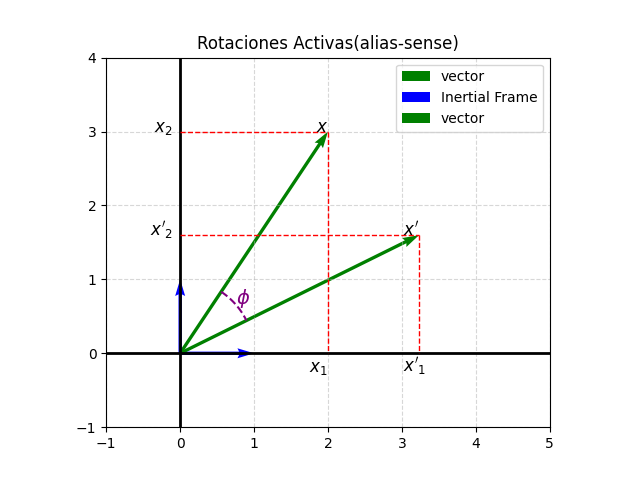 Rotaciones Activas(alias-sense)
4
3
2
1
0
−1
−1
0
1
2
3
4
5
vector
Inertial Frame
vector
x
x₂
x′
x′₂
ϕ
x₁
x′₁